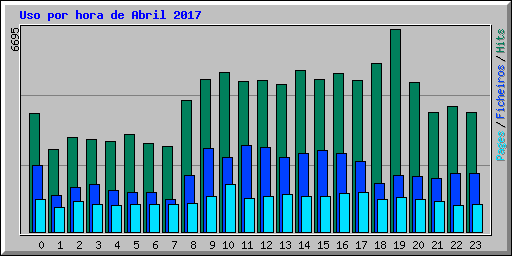 Uso por hora de Abril 2017
6695
Pages/Ficheiros/Hits
0 1 2 3 4 5 6 7 8 9 10 11 12 13 14 15 16 17 18 19 20 21 22 23